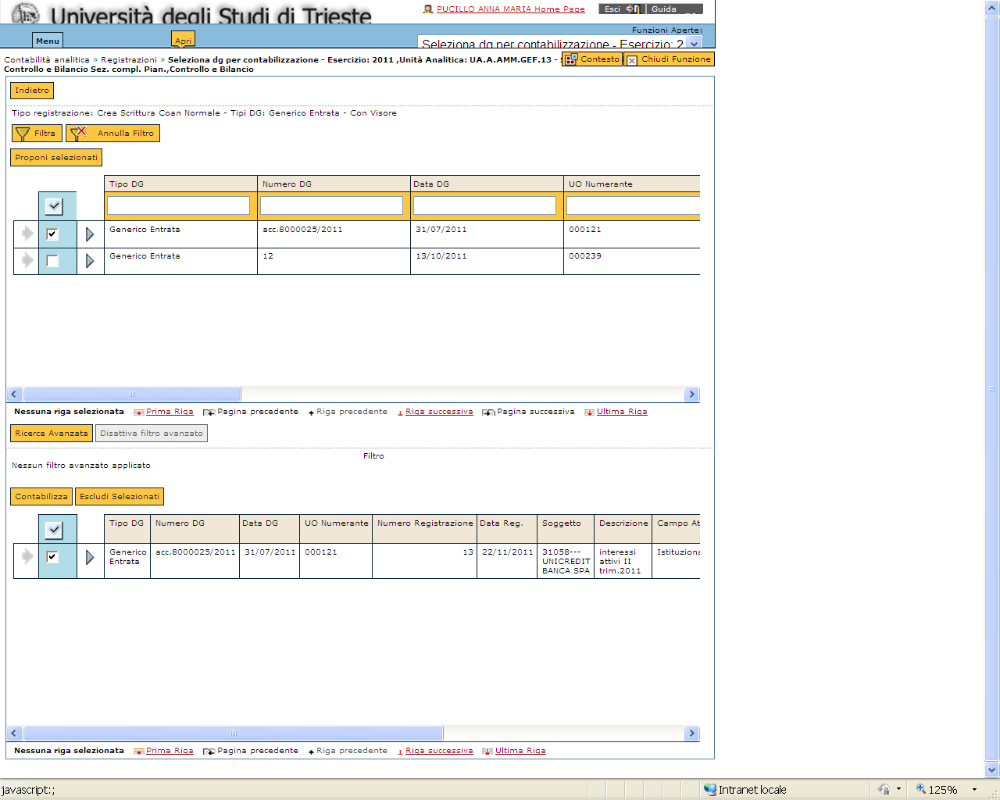 Università degli Studi di Trieste
PUCILLO ANNA MARIA Home Page
Esci | Guida
Funzioni Aperte:
Menu
Apri
Seleziona dg per contabilizzazione - Esercizio: 2
Contabilità analitica » Registrazioni » Seleziona dg per contabilizzazione - Esercizio: 2011 ,Unità Analitica: UA.A.AMM.GEF.13 -
Controllo e Bilancio Sez. compl. Pian.,Controllo e Bilancio
Contesto
Chiudi Funzione
Indietro
Tipo registrazione: Crea Scrittura Coan Normale - Tipi DG: Generico Entrata - Con Visore
Filtra
Annulla Filtro
Proponi selezionati
Tipo DG Numero DG Data DG UO Numerante
Generico Entrata acc.8000025/2011 31/07/2011 000121
Generico Entrata 12 13/10/2011 000239
Nessuna riga selezionata Prima Riga Pagina precedente Riga precedente Riga successiva Pagina successiva Ultima Riga
Ricerca Avanzata Disattiva filtro avanzato
Filtro
Nessun filtro avanzato applicato
Contabilizza Escludi Selezionati
Tipo DG Numero DG Data DG UO Numerante Numero Registrazione Data Reg. Soggetto Descrizione Campo At
Generico acc.8000025/2011 31/07/2011 000121 13 22/11/2011 31058--- interessi Istituziona
Entrata UNICREDIT attivi II
BANCA SPA trim.2011
Nessuna riga selezionata Prima Riga Pagina precedente Riga precedente Riga successiva Ultima Riga
javascript:;
Intranet locale
125%